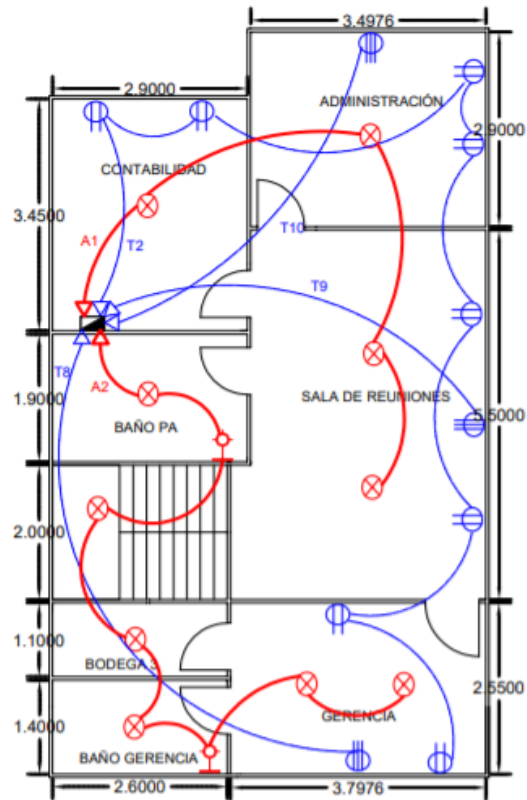 3.4976
2.9000
ADMINISTRACIÓN
2.9000
CONTABILIDAD
3.4500
A1
T2
T10
T9
T8
A2
1.9000
BAÑO PA
SALA DE REUNIONES
5.5000
2.0000
1.1000
BODEGA 3
2.5500
GERENCIA
1.4000
BAÑO GERENCIA
2.6000
3.7976